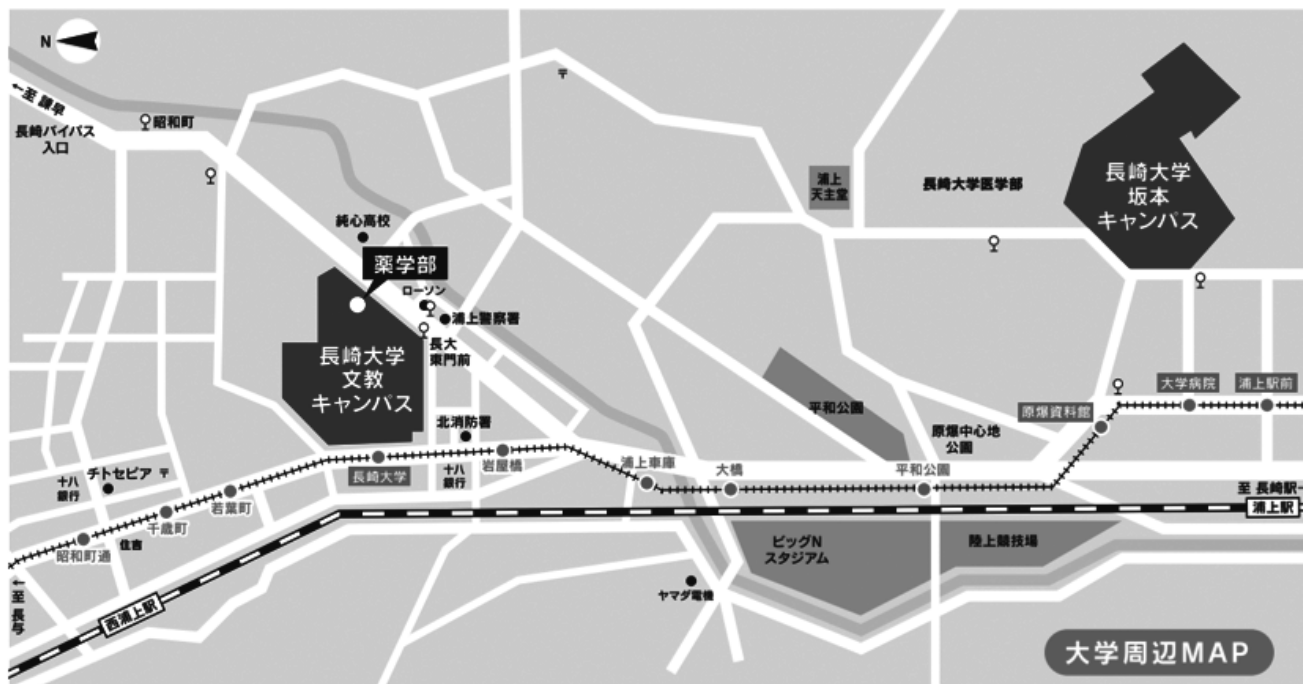 N
←至 諫早
長崎バイパス
入口
昭和町
〒
浦上
天主堂
長崎大学医学部
長崎大学
坂本
キャンパス
純心高校
薬学部
ローソン
浦上警察署
長大
東門前
長崎大学
文教
キャンパス
北消防署
平和公園
原爆中心地
公園
原爆資料館
大学病院
浦上駅前
十八
銀行
チトセピア 〒
長崎大学
十八
銀行
岩屋橋
浦上車庫
大橋
平和公園
至 長崎駅→
浦上駅
若葉町
千歳町
住吉
昭和町通
←至 長与
西浦上駅
ビッグN
スタジアム
陸上競技場
ヤマダ電機
大学周辺MAP